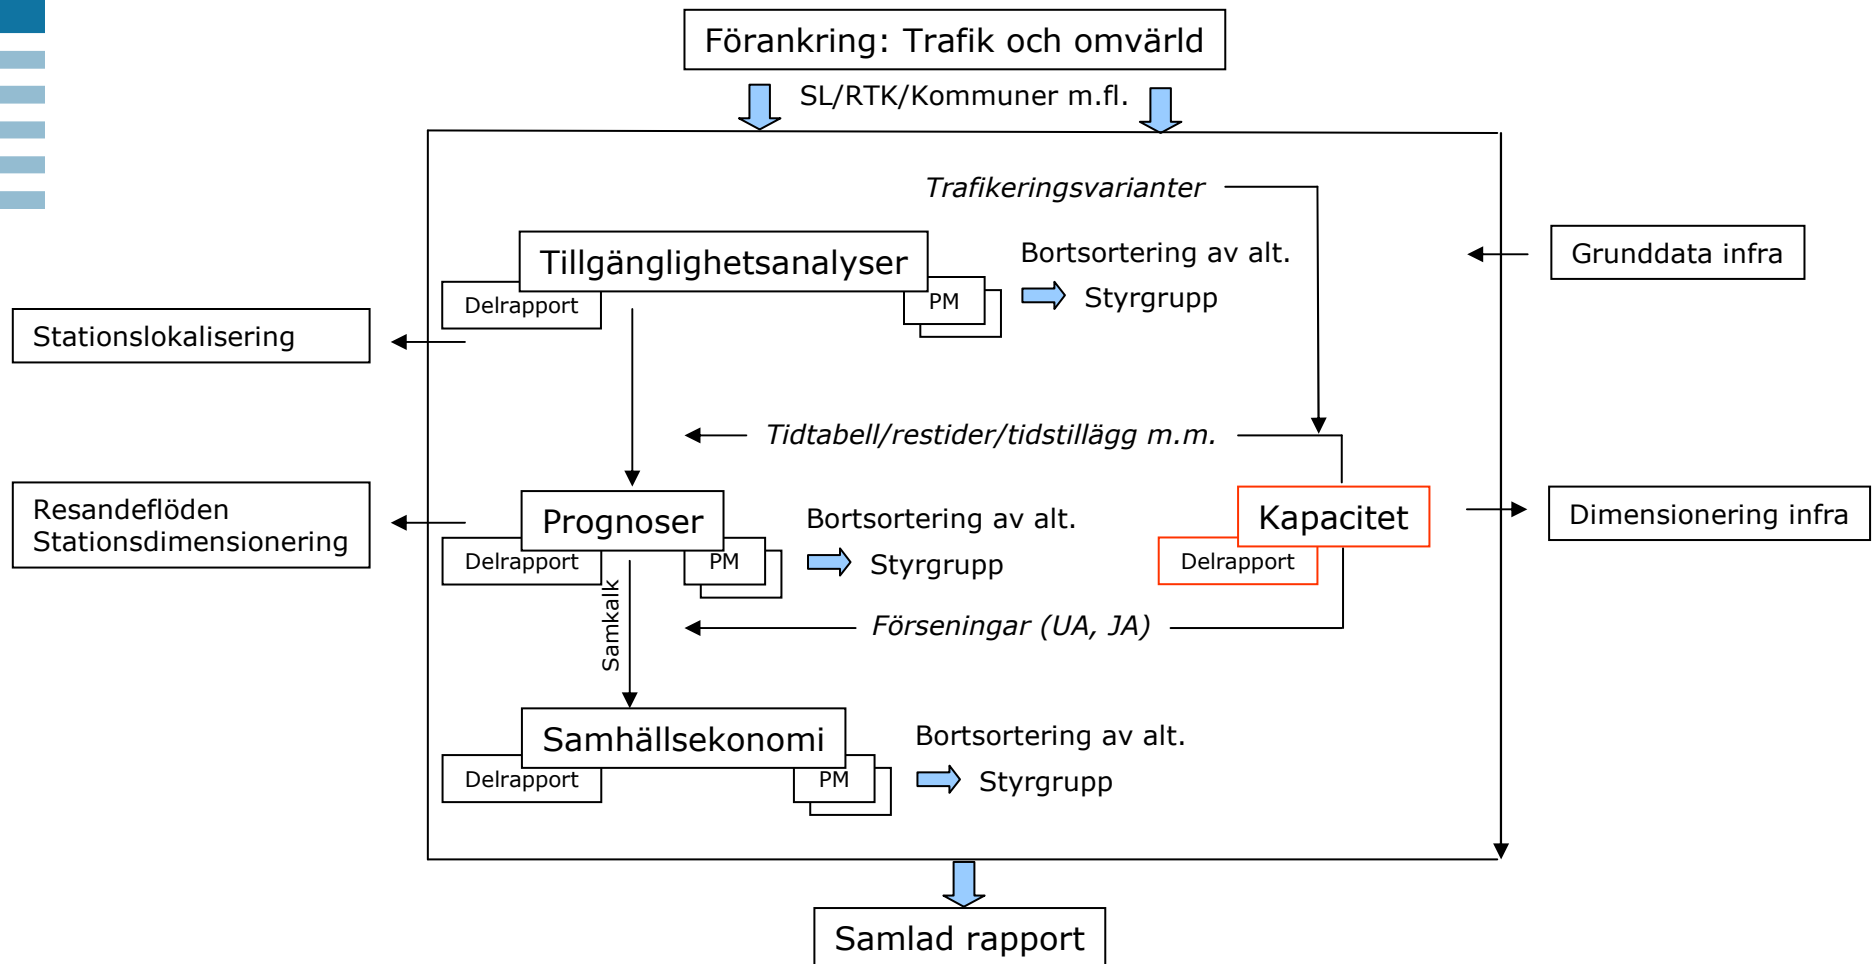 Förankring: Trafik och omvärld
SL/RTK/Kommuner m.fl.
Trafikeringsvarianter
Tillgänglighetsanalyser
Delrapport
PM
Bortsortering av alt.
Styrgrupp
Grunddata infra
Stationslokalisering
Tidtabell/restider/tidstillägg m.m.
Resandeflöden
Stationsdimensionering
Prognoser
Delrapport
PM
Bortsortering av alt.
Styrgrupp
Kapacitet
Delrapport
Dimensionering infra
Samkalk
Förseningar (UA, JA)
Samhällsekonomi
Delrapport
PM
Bortsortering av alt.
Styrgrupp
Samlad rapport